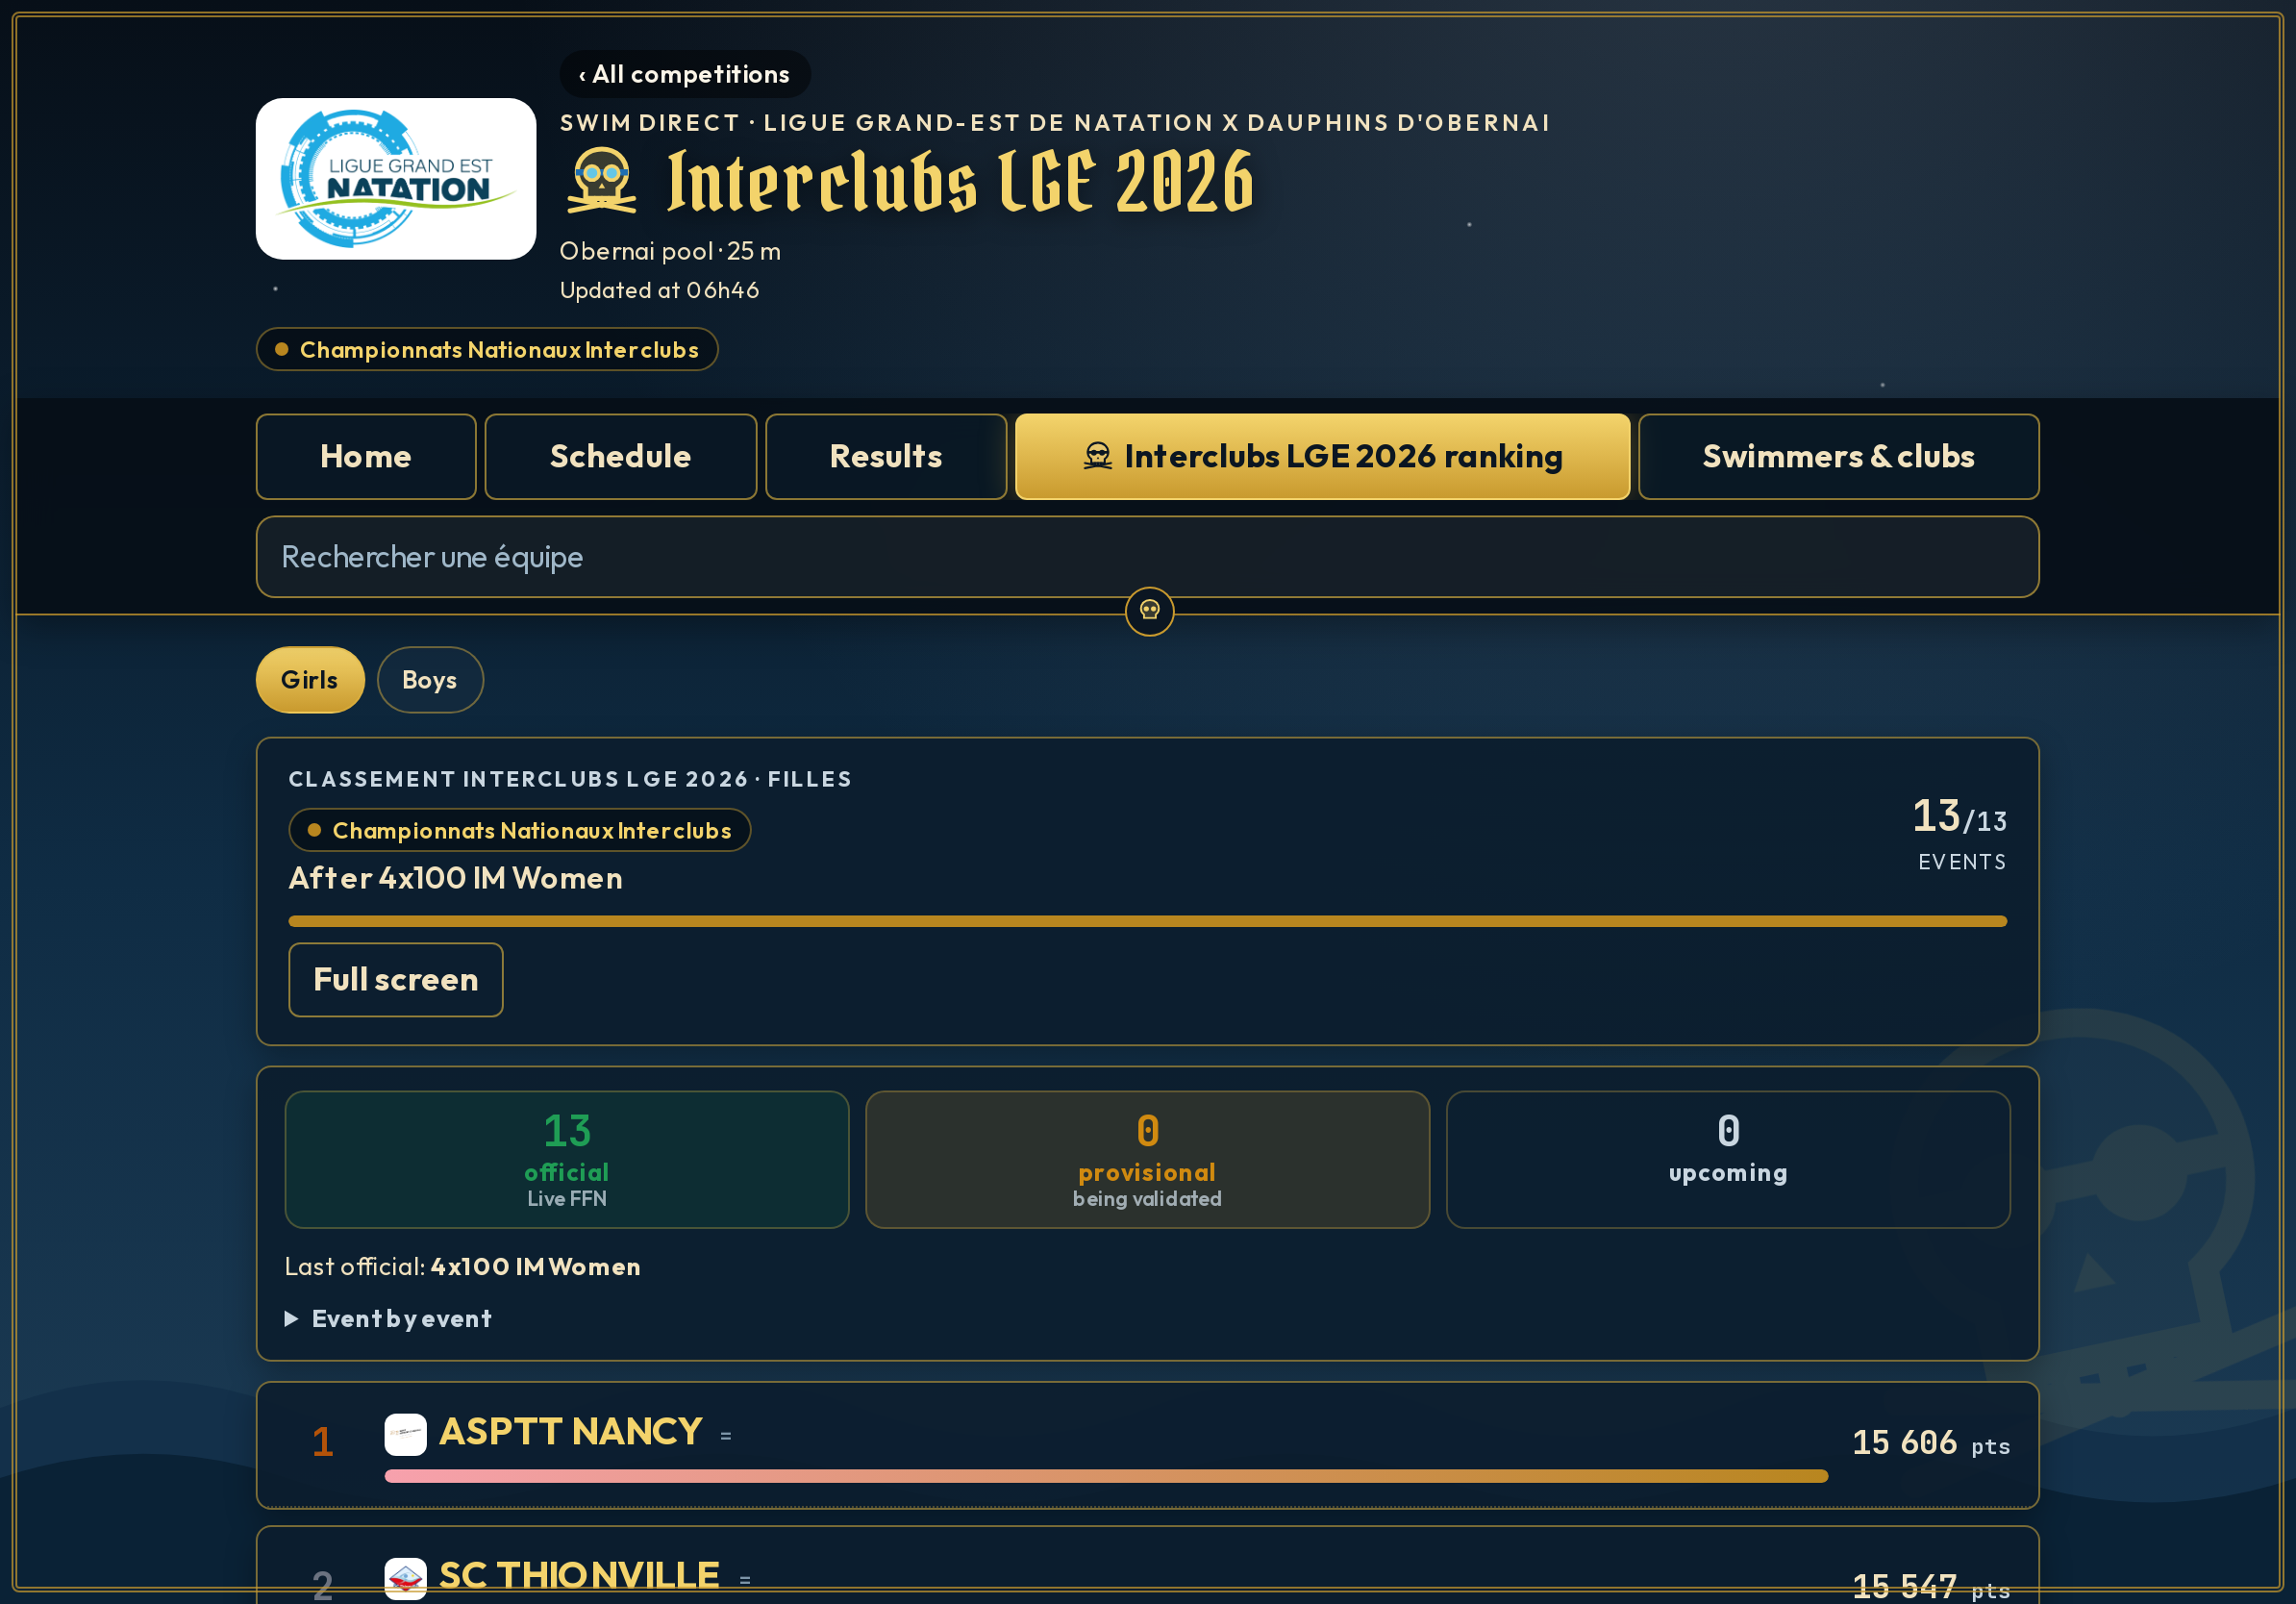 ‹ All competitions
SWIM DIRECT · LIGUE GRAND-EST DE NATATION X DAUPHINS D'OBERNAI
LIGUE GRAND EST
NATATION
Interclubs LGE 2026
Obernai pool · 25 m
Updated at 06h46
Championnats Nationaux Interclubs
Home
Schedule
Results
Interclubs LGE 2026 ranking
Swimmers & clubs
Rechercher une équipe
Girls
Boys
CLASSEMENT INTERCLUBS LGE 2026 · FILLES
Championnats Nationaux Interclubs
After 4x100 IM Women
13/13
EVENTS
Full screen
13
official
Live FFN
0
provisional
being validated
0
upcoming
Last official: 4x100 IM Women
▶ Event by event
1
ASPTT NANCY =
15 606 pts
2
SC THIONVILLE =
15 547 pts